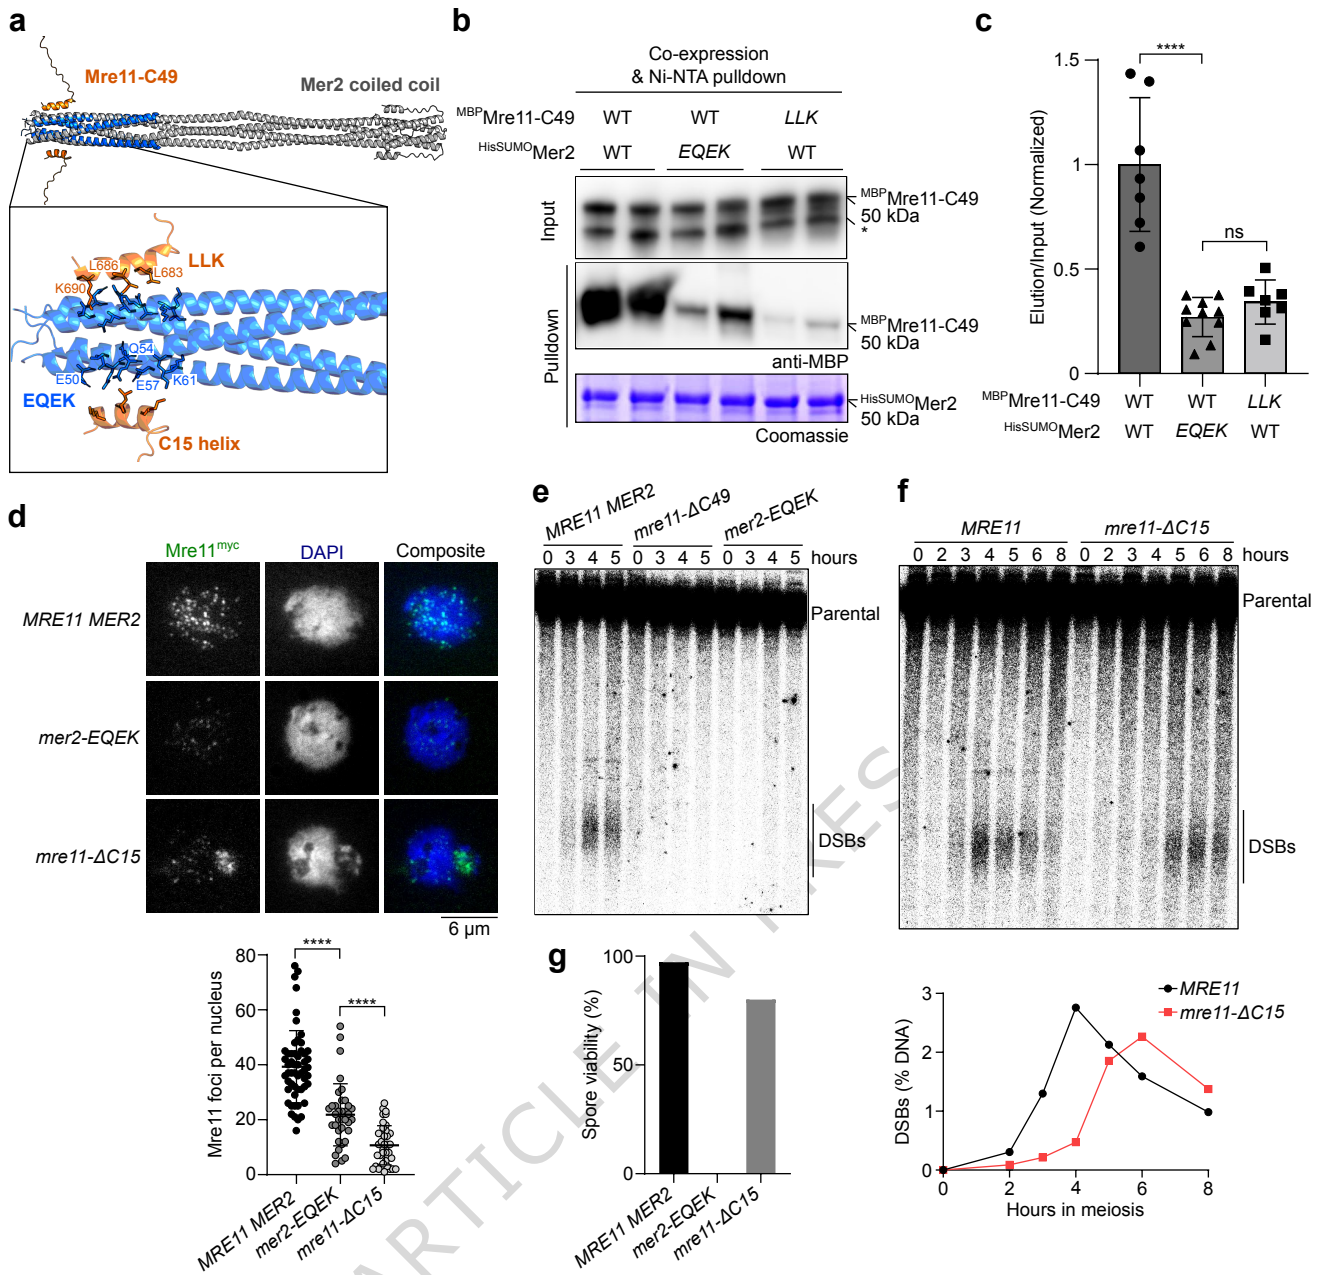 a
Mre11-C49
Mer2 coiled coil
L686
LLK
L683
K690
Q54
E50
E57
K61
EQEK
C15 helix
b
Co-expression
& Ni-NTA pulldown
MBPMre11-C49 WT WT LLK
HisSUMOMer2 WT EQEK WT
Input
MBPMre11-C49
50 kDa
*
Pulldown
MBPMre11-C49
50 kDa
anti-MBP
HisSUMOMer2
50 kDa
Coomassie
c
Elution/Input (Normalized)
1.5
1
0.5
0
****
ns
MBPMre11-C49 WT WT LLK
HisSUMOMer2 WT EQEK WT
d
Mre11myc DAPI Composite
MRE11 MER2
mer2-EQEK
mre11-ΔC15
6 µm
Mre11 foci per nucleus
80
60
40
20
0
****
****
MRE11 MER2
mer2-EQEK
mre11-ΔC15
e
MRE11 MER2
mre11-ΔC49
mer2-EQEK
0 3 4 5 0 3 4 5 0 3 4 5 hours
Parental
DSBs
f
MRE11 mre11-ΔC15
0 2 3 4 5 6 8 0 2 3 4 5 6 8 hours
Parental
DSBs
DSBs (% DNA)
3
2
1
0
0 2 4 6 8
Hours in meiosis
MRE11
mre11-ΔC15
g
Spore viability (%)
100
50
0
MRE11 MER2
mer2-EQEK
mre11-ΔC15
ARTICLE IN PRESS